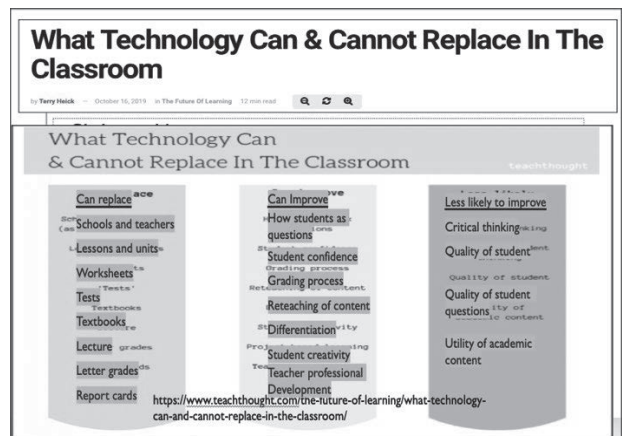 What Technology Can & Cannot Replace In The
Classroom
by Terry Heick — October 16, 2019 in The Future Of Learning 12 min read
What Technology Can
& Cannot Replace In The Classroom
teachthought
Can replace
Schools and teachers
Lessons and units
Worksheets
Tests
Textbooks
Lecture
Letter grades
Report cards
Can Improve
How students as
questions
Student confidence
Grading process
Reteaching of content
Differentiation
Student creativity
Teacher professional
Development
Less likely to improve
Critical thinking
Quality of student
Quality of student
questions
Utility of academic
content
https://www.teachthought.com/the-future-of-learning/what-technology-
can-and-cannot-replace-in-the-classroom/